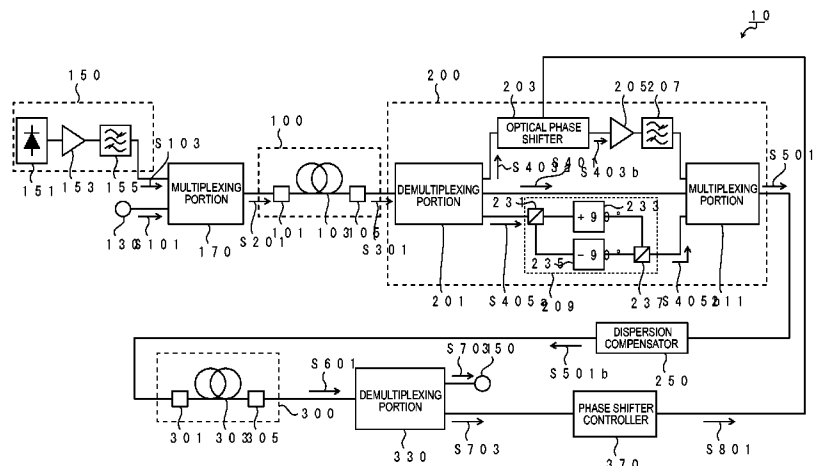 10
150
200
203
205
207
100
S103
OPTICAL PHASE SHIFTER
S403a
S403b
S501
151
153
155
MULTIPLEXING PORTION
DEMULTIPLEXING PORTION
MULTIPLEXING PORTION
231
233
+90°
−90°
235
130
S101
170
S201
101
103
105
S301
201
S405a
209
237
S405b
211
DISPERSION COMPENSATOR
S501b
250
S601
S703
350
DEMULTIPLEXING PORTION
PHASE SHIFTER CONTROLLER
301
303
305
300
330
S703
370
S801